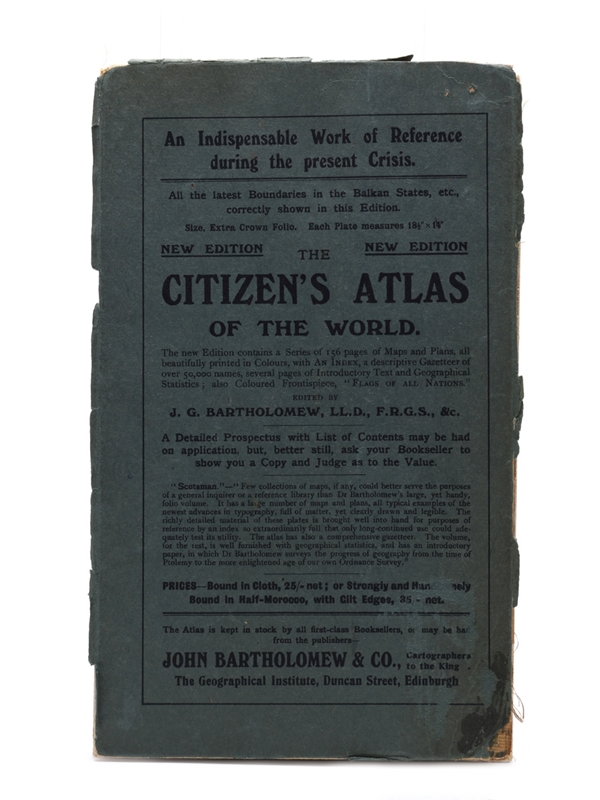 An Indispensable Work of Reference
during the present Crisis.
All the latest Boundaries in the Balkan States, etc.,
correctly shown in this Edition.
Size, Extra Crown Folio. Each Plate measures
NEW EDITION THE NEW EDITION
CITIZEN'S ATLAS
OF THE WORLD.
The new Edition contains a Series of 156 pages of Maps and Plans, all
beautifully printed in Colours, with AN INDEX, a descriptive Gazetteer of
over 50,000 names, several pages of Introductory Text and Geographical
Statistics; also Coloured Frontispiece, "FLAGS OF ALL NATIONS."
EDITED BY
J. G. BARTHOLOMEW, LL.D., F.R.G.S., &c.
A Detailed Prospectus with List of Contents may be had
on application, but, better still, ask your Bookseller to
show you a Copy and Judge as to the Value.
"Scotsman."—"Few collections of maps, if any, could better serve the purposes
of a general inquirer or a reference library than Dr Bartholomew's large, yet handy,
folio volume. It has a large number of maps and plans, all typical examples of the
newest advances in typography, full of matter, yet clearly drawn and legible. The
richly detailed material of these plates is brought well into hand for purposes of
reference by an index so extraordinarily full that only long-continued use could ade-
quately test its utility. The atlas has also a comprehensive gazetteer. The volume,
for the rest, is well furnished with geographical statistics, and has an introductory
paper, in which Dr Bartholomew surveys the progress of geography from the time of
Ptolemy to the more enlightened age of our own Ordnance Survey."
PRICES—Bound in Cloth, 25/- net; or Strongly and
Bound in Half-Morocco, with Gilt Edges, 35 - net.
The Atlas is kept in stock by all first-class Booksellers, or may be ha
from the publishers—
JOHN BARTHOLOMEW & CO., Cartographers
to the King
The Geographical Institute, Duncan Street, Edinburgh